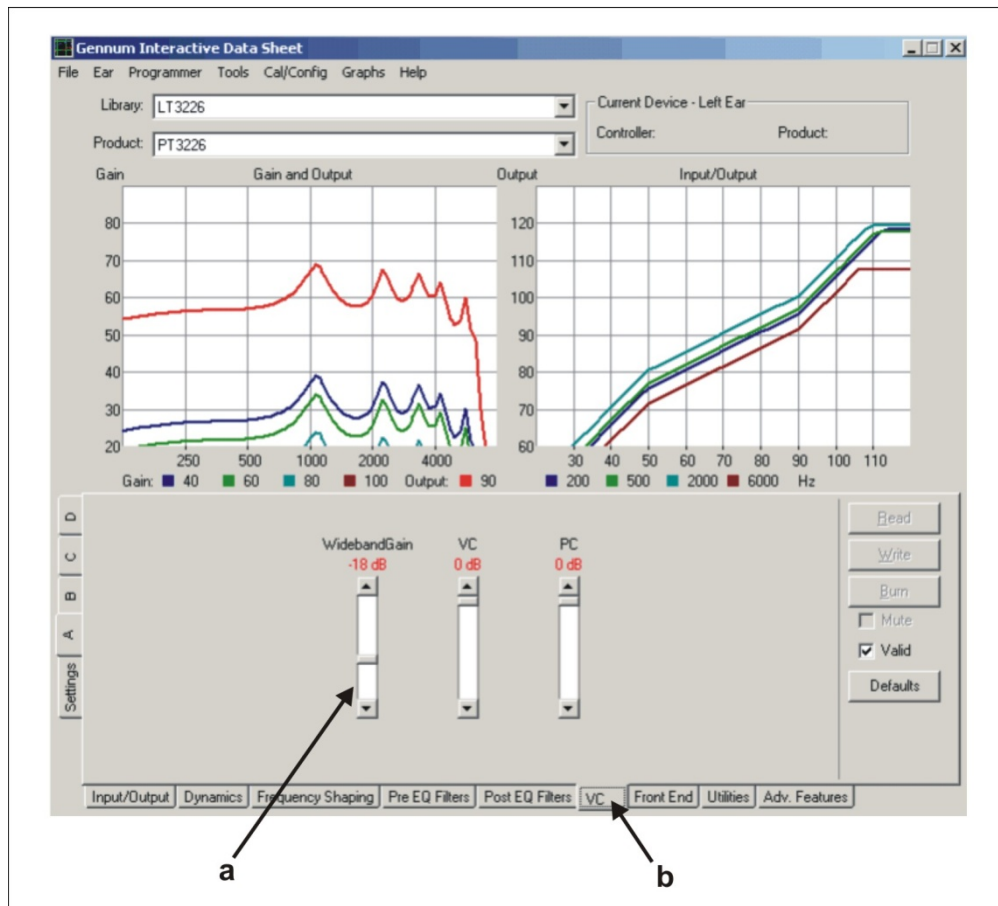 Gennum Interactive Data Sheet
File Ear Programmer Tools Cal/Config Graphs Help
Library: LT3226
Current Device - Left Ear
Controller: Product:
Product: PT3226
Gain Gain and Output Output Input/Output
80
70
60
50
40
30
20
120
110
100
90
80
70
60
250 500 1000 2000 4000
30 40 50 60 70 80 90 100 110
Gain: 40 60 80 100 Output: 90
200 500 2000 6000 Hz
D
C
B
A
Settings
WidebandGain VC PC
-18 dB 0 dB 0 dB
Read
Write
Burn
Mute
Valid
Defaults
Input/Output Dynamics Frequency Shaping Pre EQ Filters Post EQ Filters VC Front End Utilities Adv. Features
a b